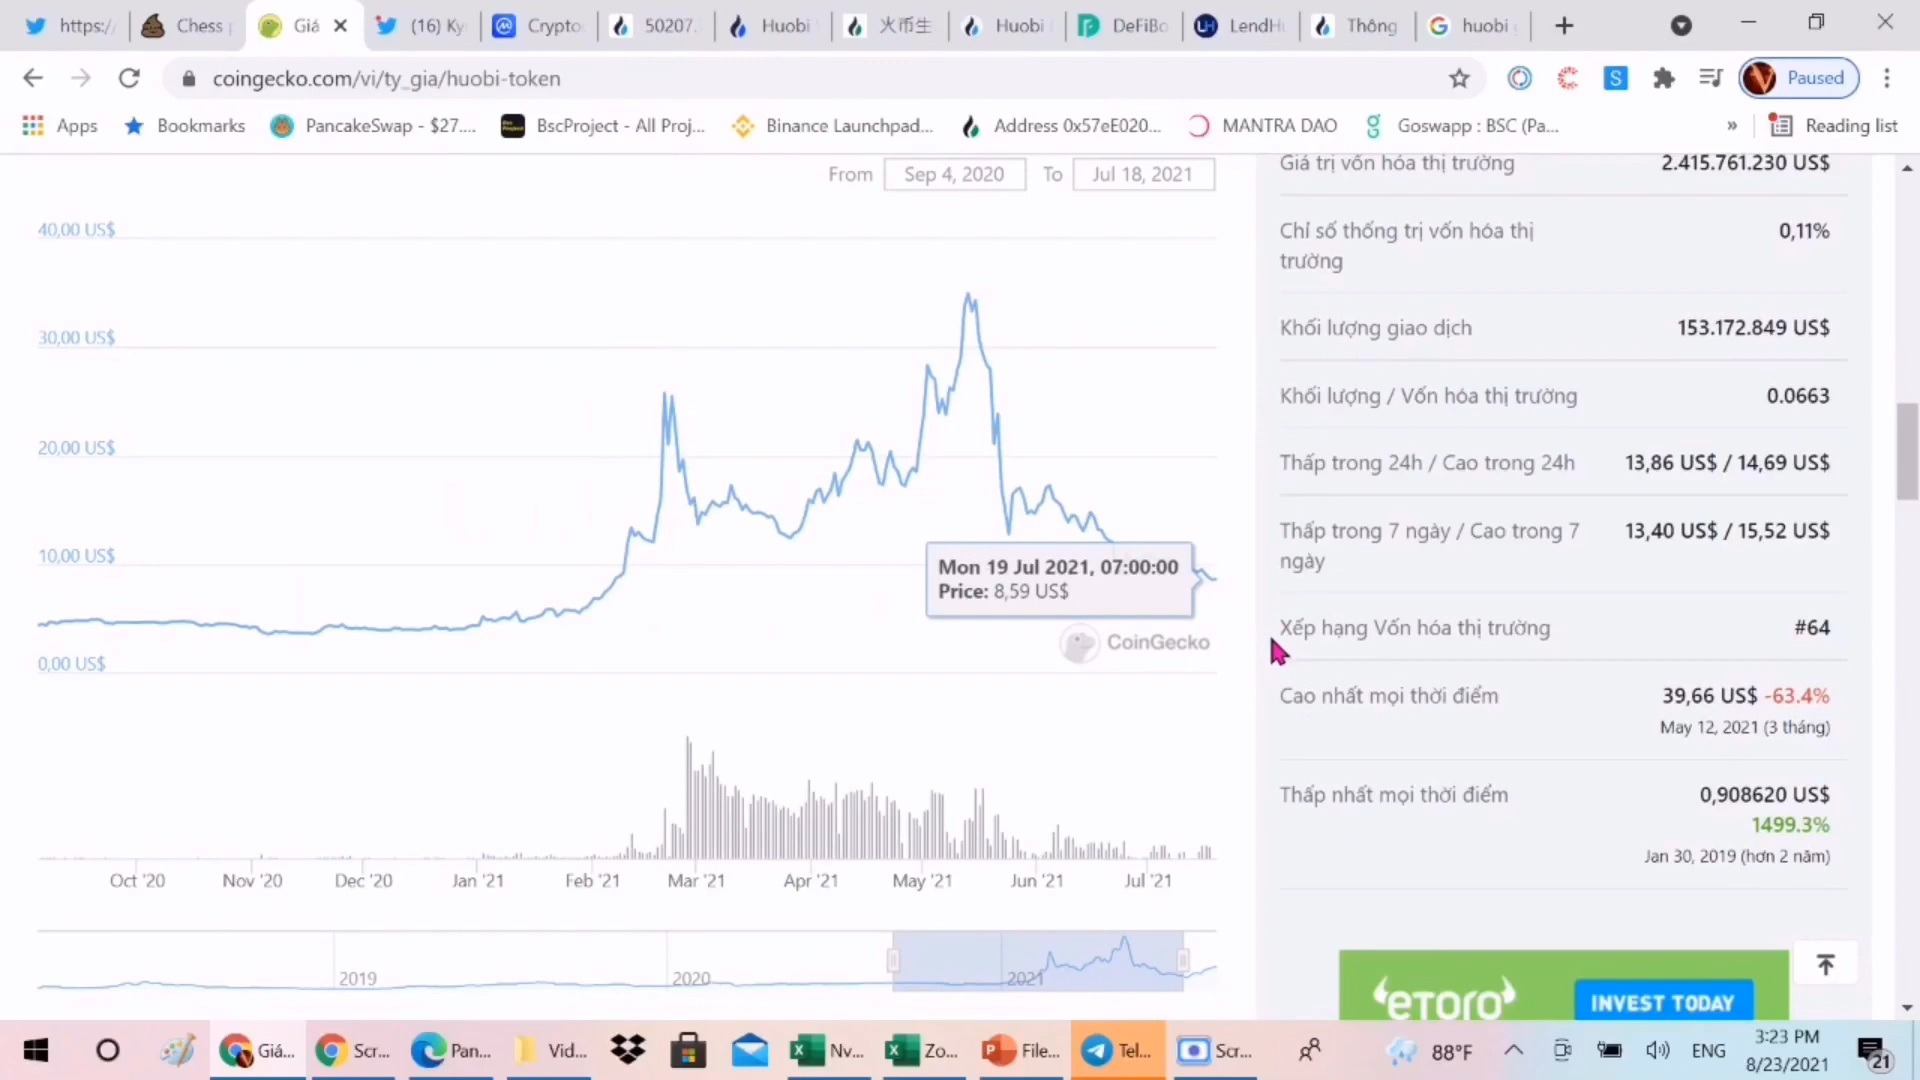 https:/
Chess
Giá
(16) Ky
Crypto
50207.
Huobi
火币生
Huobi
DeFiBo
LendHu
Thông
huobi
coingecko.com/vi/ty_gia/huobi-token
S
Paused
Apps
Bookmarks
PancakeSwap - $27....
BscProject - All Proj...
Binance Launchpad...
Address 0x57eE020...
MANTRA DAO
Goswapp : BSC (Pa...
»
Reading list
From Sep 4, 2020 To Jul 18, 2021
40,00 US$
30,00 US$
20,00 US$
10,00 US$
0,00 US$
Mon 19 Jul 2021, 07:00:00
Price: 8,59 US$
CoinGecko
Oct '20 Nov '20 Dec '20 Jan '21 Feb '21 Mar '21 Apr '21 May '21 Jun '21 Jul '21
2019 2020 2021
Giá trị vốn hóa thị trường 2.415.761.230 US$
Chỉ số thống trị vốn hóa thị 0,11%
trường
Khối lượng giao dịch 153.172.849 US$
Khối lượng / Vốn hóa thị trường 0.0663
Thấp trong 24h / Cao trong 24h 13,86 US$ / 14,69 US$
Thấp trong 7 ngày / Cao trong 7 13,40 US$ / 15,52 US$
ngày
Xếp hạng Vốn hóa thị trường #64
Cao nhất mọi thời điểm 39,66 US$ -63.4%
May 12, 2021 (3 tháng)
Thấp nhất mọi thời điểm 0,908620 US$
1499.3%
Jan 30, 2019 (hơn 2 năm)
eTORO
INVEST TODAY
Giá...
Scr...
Pan...
Vid...
Nv...
Zo...
File...
Tel...
Scr...
88°F
ENG
3:23 PM
8/23/2021
21